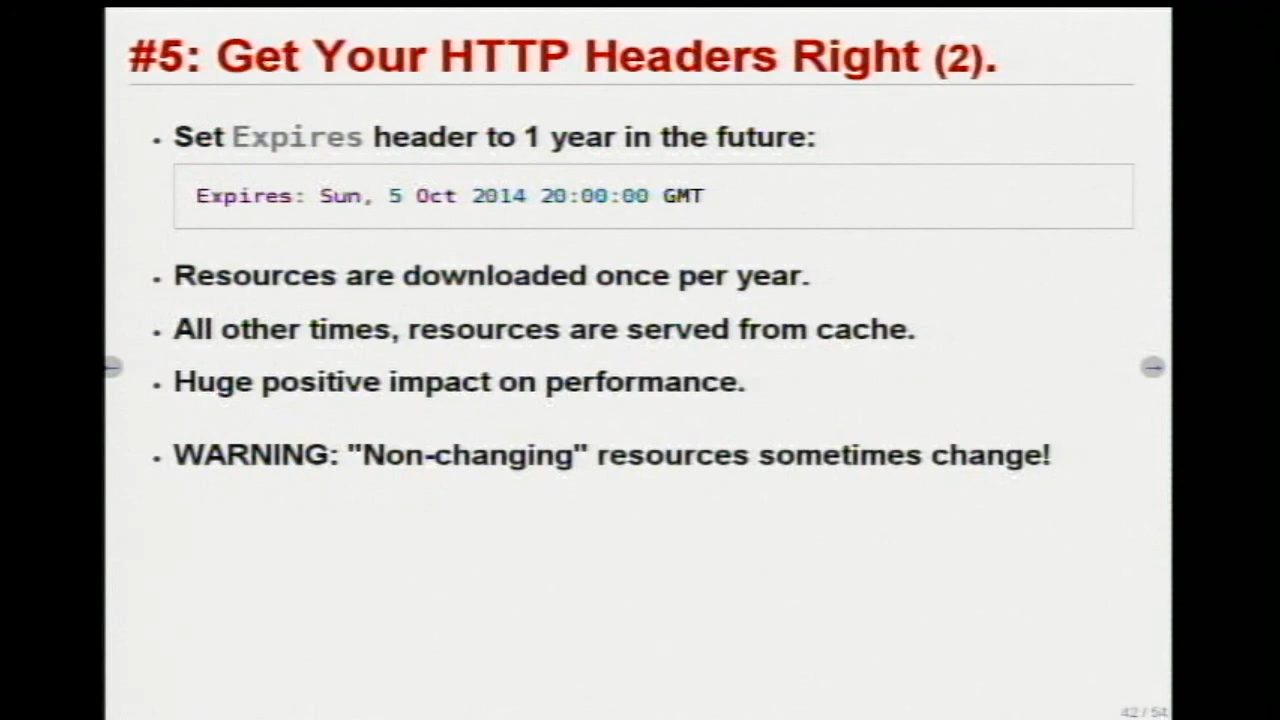 #5: Get Your HTTP Headers Right (2).
• Set Expires header to 1 year in the future:
Expires: Sun, 5 Oct 2014 20:00:00 GMT
• Resources are downloaded once per year.
• All other times, resources are served from cache.
• Huge positive impact on performance.
• WARNING: "Non-changing" resources sometimes change!
42 / 54